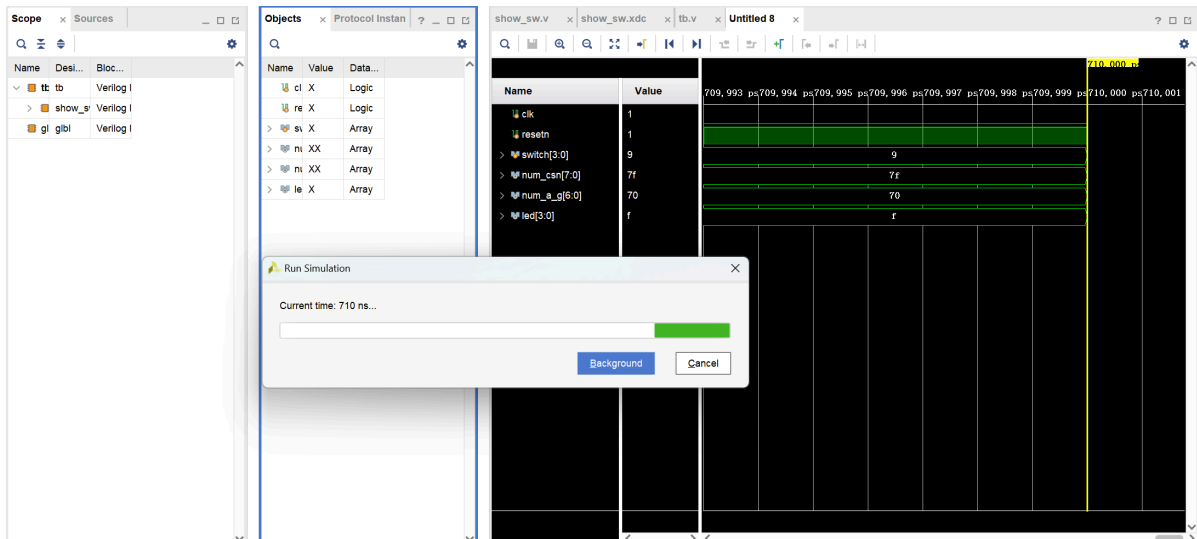 Scope × Sources
Name Desi... Bloc...
tb Verilog
show_s Verilog
gl glbl Verilog
Objects × Protocol Instan ?
Name Value Data...
cl X Logic
re X Logic
X Array
XX Array
XX Array
le X Array
show_sw.v × show_sw.xdc × tb.v × Untitled 8 × ?
710,000 ps
Name Value
709,993 ps 709,994 ps 709,995 ps 709,996 ps 709,997 ps 709,998 ps 709,999 ps 710,000 ps 710,001
clk 1
resetn 1
switch[3:0] 9 9
num_csn[7:0] 7f 7f
num_a_g[6:0] 70 70
led[3:0] f f
Run Simulation
Current time: 710 ns...
Background Cancel